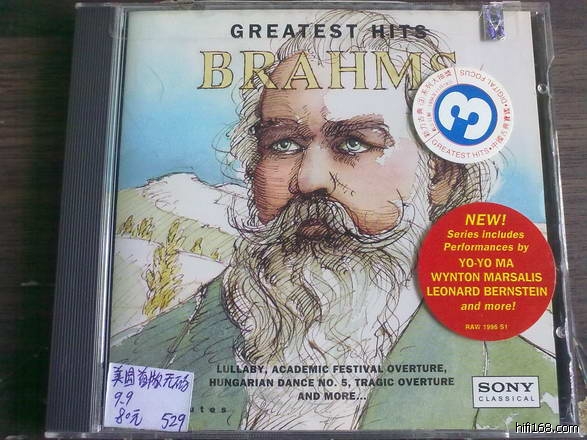 GREATEST HITS
BRAHMS
3
DIGITAL FOCUS
GREATEST HITS
NEW!
Series includes
Performances by
YO-YO MA
WYNTON MARSALIS
LEONARD BERNSTEIN
and more!
RAW 1996 S1
LULLABY, ACADEMIC FESTIVAL OVERTURE,
HUNGARIAN DANCE NO. 5, TRAGIC OVERTURE
AND MORE...
SONY
CLASSICAL
美国首版 无码
9.9
80元 529
utes
hifi168.com